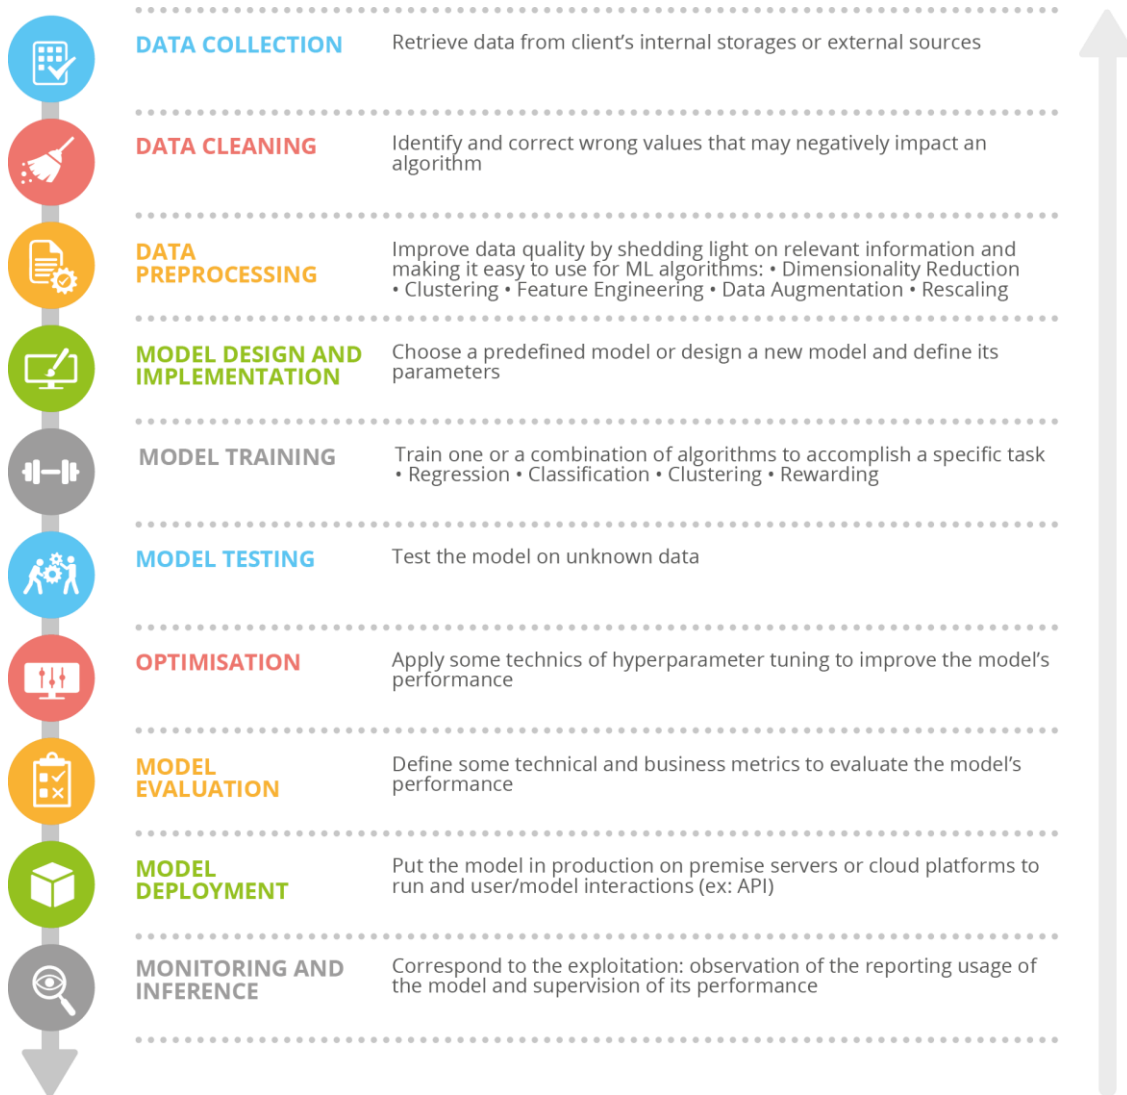 DATA COLLECTION
Retrieve data from client’s internal storages or external sources
DATA CLEANING
Identify and correct wrong values that may negatively impact an
algorithm
DATA
PREPROCESSING
Improve data quality by shedding light on relevant information and
making it easy to use for ML algorithms: • Dimensionality Reduction
• Clustering • Feature Engineering • Data Augmentation • Rescaling
MODEL DESIGN AND
IMPLEMENTATION
Choose a predefined model or design a new model and define its
parameters
MODEL TRAINING
Train one or a combination of algorithms to accomplish a specific task
• Regression • Classification • Clustering • Rewarding
MODEL TESTING
Test the model on unknown data
OPTIMISATION
Apply some technics of hyperparameter tuning to improve the model’s
performance
MODEL
EVALUATION
Define some technical and business metrics to evaluate the model’s
performance
MODEL
DEPLOYMENT
Put the model in production on premise servers or cloud platforms to
run and user/model interactions (ex: API)
MONITORING AND
INFERENCE
Correspond to the exploitation: observation of the reporting usage of
the model and supervision of its performance